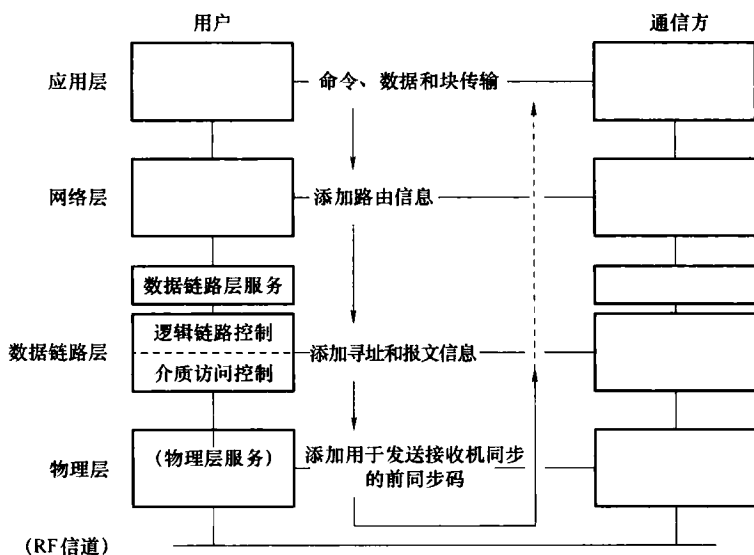 用户
通信方
应用层
命令、数据和块传输
网络层
添加路由信息
数据链路层服务
逻辑链路控制
数据链路层
添加寻址和报文信息
介质访问控制
物理层
(物理层服务)
添加用于发送接收机同步
的前同步码
(RF信道)